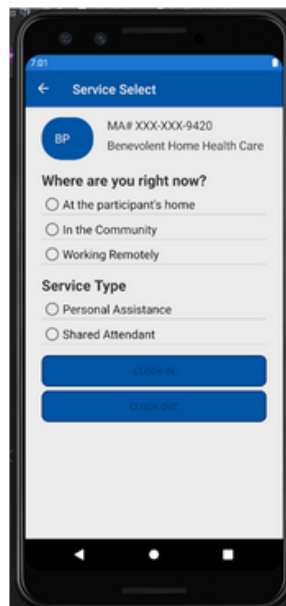 7:01
Service Select
BP
MA# XXX-XXX-9420
Benevolent Home Health Care
Where are you right now?
At the participant's home
In the Community
Working Remotely
Service Type
Personal Assistance
Shared Attendant
CLOCK IN
CLOCK OUT